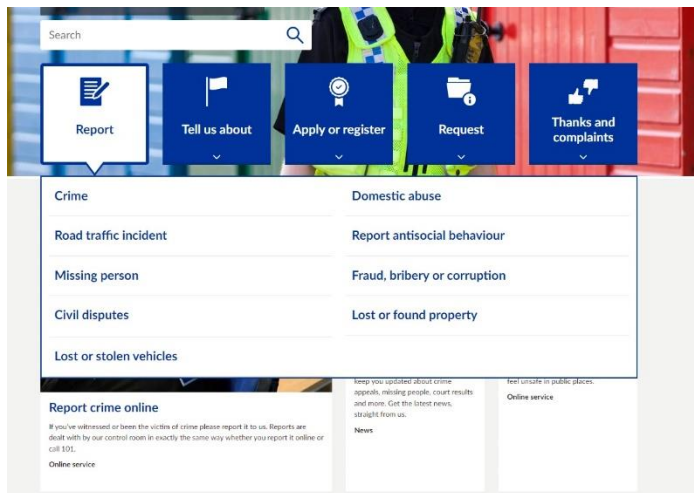 Search
Report
Tell us about
Apply or register
Request
Thanks and
complaints
Crime
Domestic abuse
Road traffic incident
Report antisocial behaviour
Missing person
Fraud, bribery or corruption
Civil disputes
Lost or found property
Lost or stolen vehicles
Report crime online
If you've witnessed or been the victim of crime please report it to us. Reports are
dealt with by our control room in exactly the same way whether you report it online or
call 101.
Online service
keep you updated about crime
appeals, missing people, court results
and more. Get the latest news,
straight from us.
News
feel unsafe in public places.
Online service